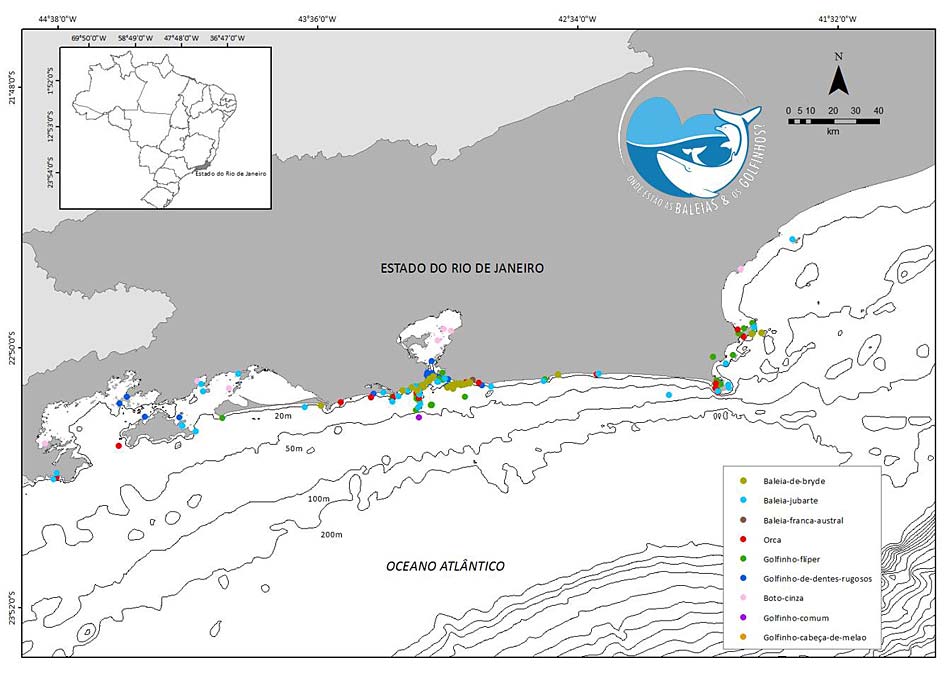 44°38'0"W
43°36'0"W
42°34'0"W
41°32'0"W
69°50'0"W 58°49'0"W 47°48'0"W 36°47'0"W
1°52'0"S
12°53'0"S
23°54'0"S
Estado do Rio de Janeiro
21°48'0"S
ONDE ESTÃO AS BALEIAS & OS GOLFINHOS?
N
0 5 10 20 30 40
km
ESTADO DO RIO DE JANEIRO
22°50'0"S
20m
50m
100m
200m
OCEANO ATLÂNTICO
23°52'0"S
Baleia-de-bryde
Baleia-jubarte
Baleia-franca-austral
Orca
Golfinho-flíper
Golfinho-de-dentes-rugosos
Boto-cinza
Golfinho-comum
Golfinho-cabeça-de-melao